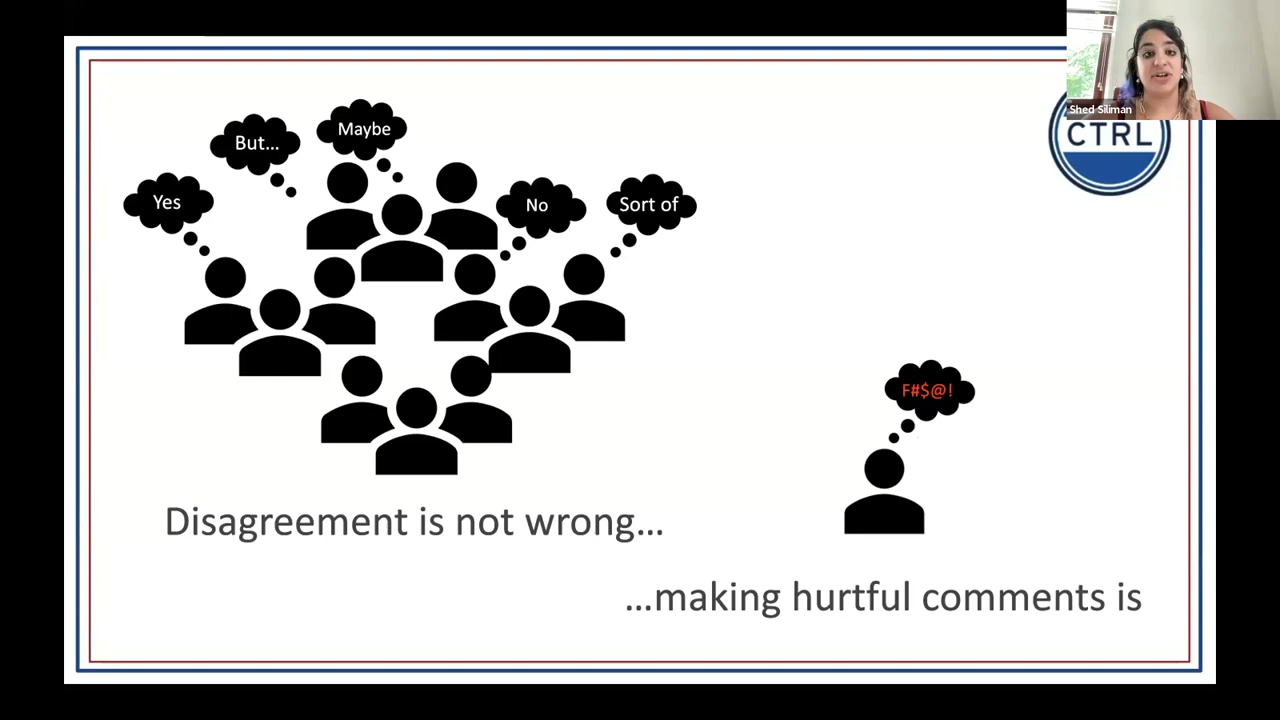 Maybe
But...
Yes
No
Sort of
Shed Siliman
CTRL
F#$@!
Disagreement is not wrong...
...making hurtful comments is